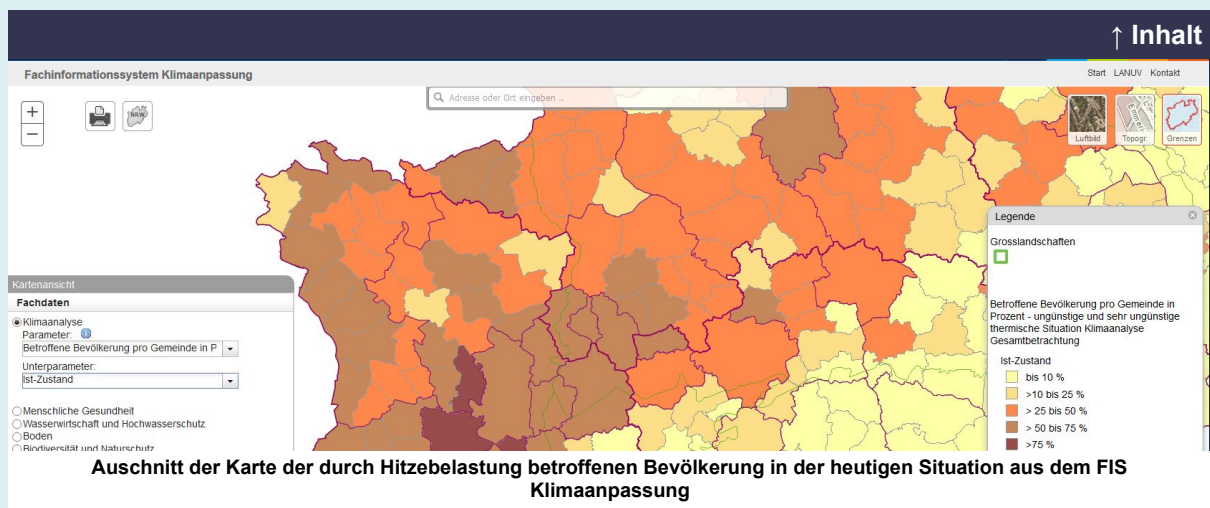 ↑ Inhalt
Fachinformationssystem Klimaanpassung
Start LANUV Kontakt
+
−
NRW
Adresse oder Ort eingeben ..
Luftbild
Topogr.
Grenzen
Legende
Grosslandschaften
Betroffene Bevölkerung pro Gemeinde in
Prozent - ungünstige und sehr ungünstige
thermische Situation Klimaanalyse
Gesamtbetrachtung
Ist-Zustand
bis 10 %
>10 bis 25 %
> 25 bis 50 %
> 50 bis 75 %
>75 %
Kartenansicht
Fachdaten
Klimaanalyse
Parameter:
Betroffene Bevölkerung pro Gemeinde in P
Unterparameter:
Ist-Zustand
Menschliche Gesundheit
Wasserwirtschaft und Hochwasserschutz
Boden
Biodiversität und Naturschutz
Auschnitt der Karte der durch Hitzebelastung betroffenen Bevölkerung in der heutigen Situation aus dem FIS
Klimaanpassung